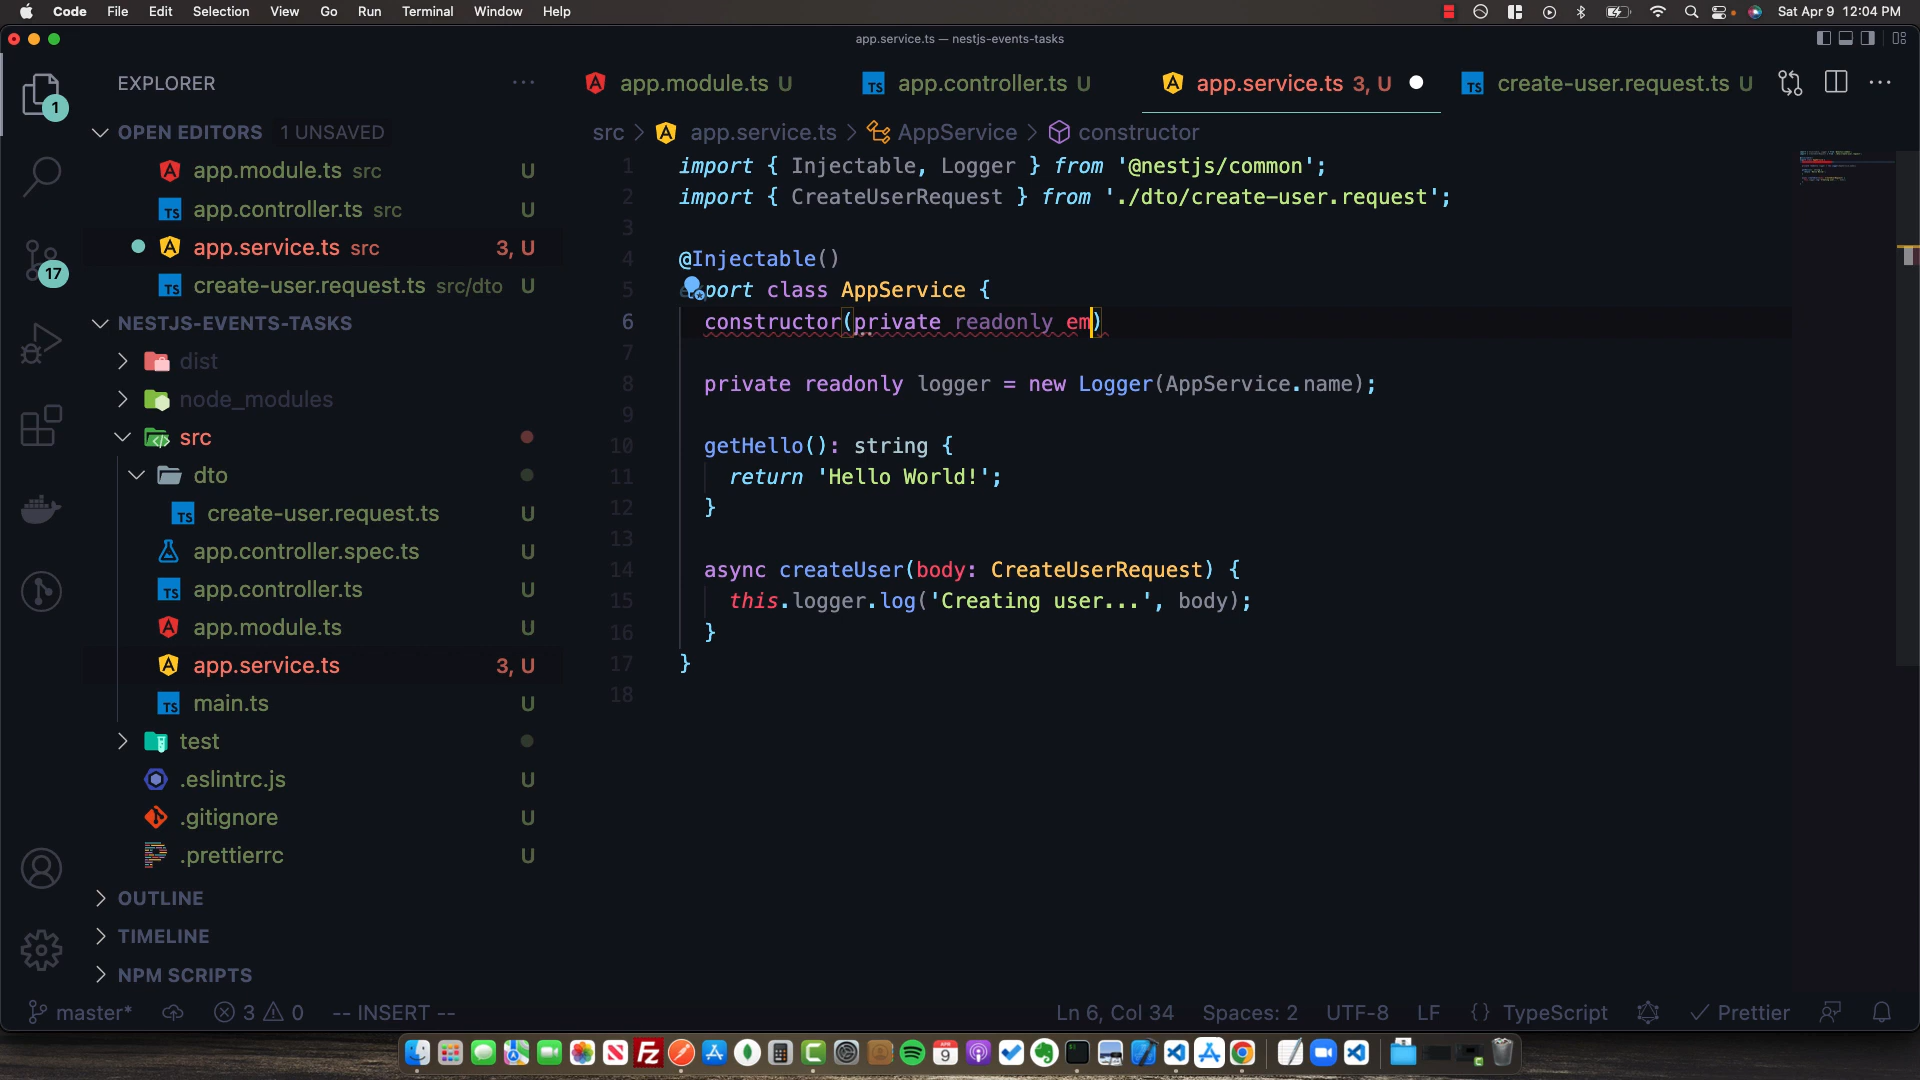 Code File Edit Selection View Go Run Terminal Window Help Sat Apr 9 12:04 PM
app.service.ts — nestjs-events-tasks
EXPLORER
1
OPEN EDITORS 1 UNSAVED
app.module.ts src U
app.controller.ts src U
app.service.ts src 3, U
create-user.request.ts src/dto U
17
NESTJS-EVENTS-TASKS
dist
node_modules
src
dto
create-user.request.ts U
app.controller.spec.ts U
app.controller.ts U
app.module.ts U
app.service.ts 3, U
main.ts U
test
.eslintrc.js U
.gitignore U
.prettierrc U
OUTLINE
TIMELINE
NPM SCRIPTS
app.module.ts U app.controller.ts U app.service.ts 3, U create-user.request.ts U
src > app.service.ts > AppService > constructor
1 import { Injectable, Logger } from '@nestjs/common';
2 import { CreateUserRequest } from './dto/create-user.request';
3
4 @Injectable()
5 export class AppService {
6 constructor(private readonly em)
7
8 private readonly logger = new Logger(AppService.name);
9
10 getHello(): string {
11 return 'Hello World!';
12 }
13
14 async createUser(body: CreateUserRequest) {
15 this.logger.log('Creating user...', body);
16 }
17 }
18
master* 3 0 -- INSERT -- Ln 6, Col 34 Spaces: 2 UTF-8 LF {} TypeScript Prettier